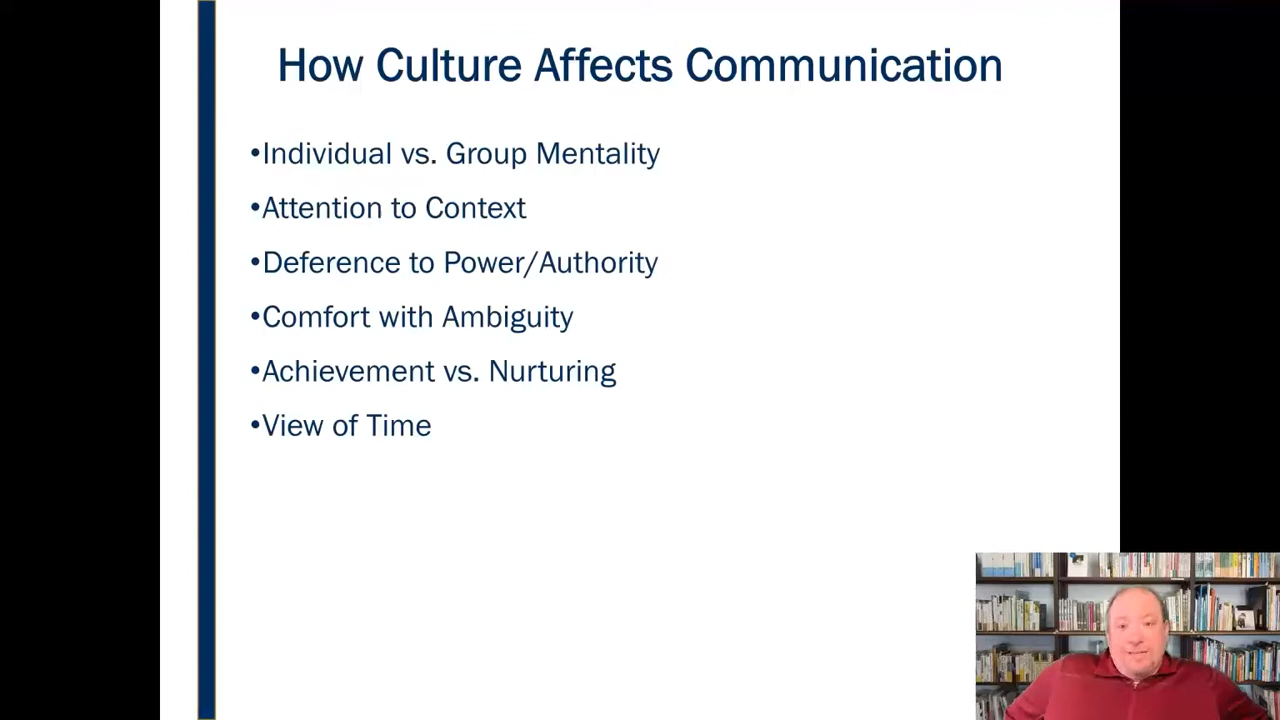 How Culture Affects Communication
•Individual vs. Group Mentality
•Attention to Context
•Deference to Power/Authority
•Comfort with Ambiguity
•Achievement vs. Nurturing
•View of Time